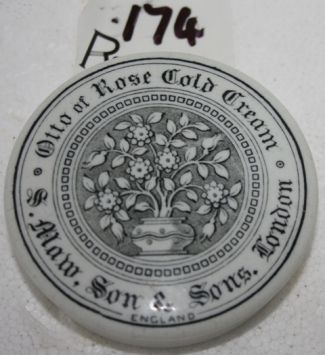 .174
R
Otto of Rose Cold Cream
S. Maw, Son & Sons, London
ENGLAND